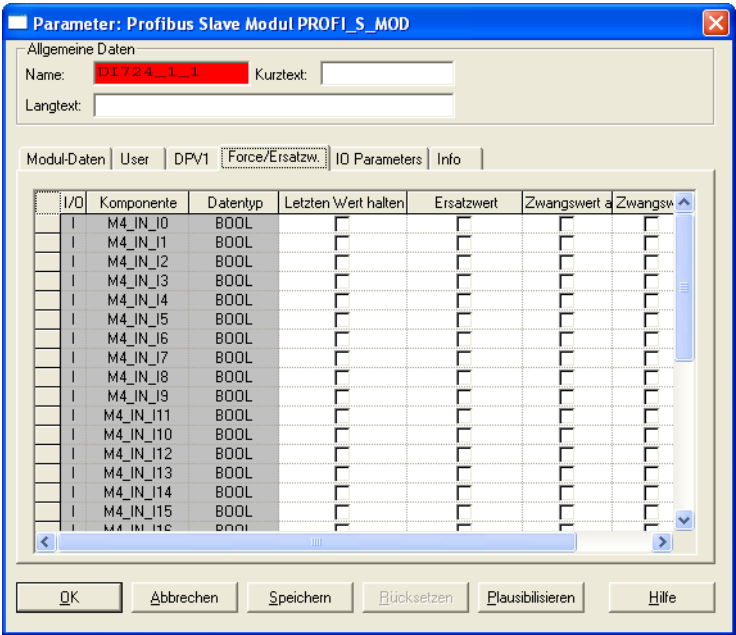 Parameter: Profibus Slave Modul PROFI_S_MOD
Allgemeine Daten
Name: DI724_1_1 Kurztext:
Langtext:
Modul-Daten User DPV1 Force/Ersatzw. IO Parameters Info
I/O Komponente Datentyp Letzten Wert halten Ersatzwert Zwangswert a Zwangsw
I M4_IN_I0 BOOL
I M4_IN_I1 BOOL
I M4_IN_I2 BOOL
I M4_IN_I3 BOOL
I M4_IN_I4 BOOL
I M4_IN_I5 BOOL
I M4_IN_I6 BOOL
I M4_IN_I7 BOOL
I M4_IN_I8 BOOL
I M4_IN_I9 BOOL
I M4_IN_I11 BOOL
I M4_IN_I10 BOOL
I M4_IN_I12 BOOL
I M4_IN_I13 BOOL
I M4_IN_I14 BOOL
I M4_IN_I15 BOOL
I M4_IN_I16 BOOL
OK Abbrechen Speichern Rücksetzen Plausibilisieren Hilfe